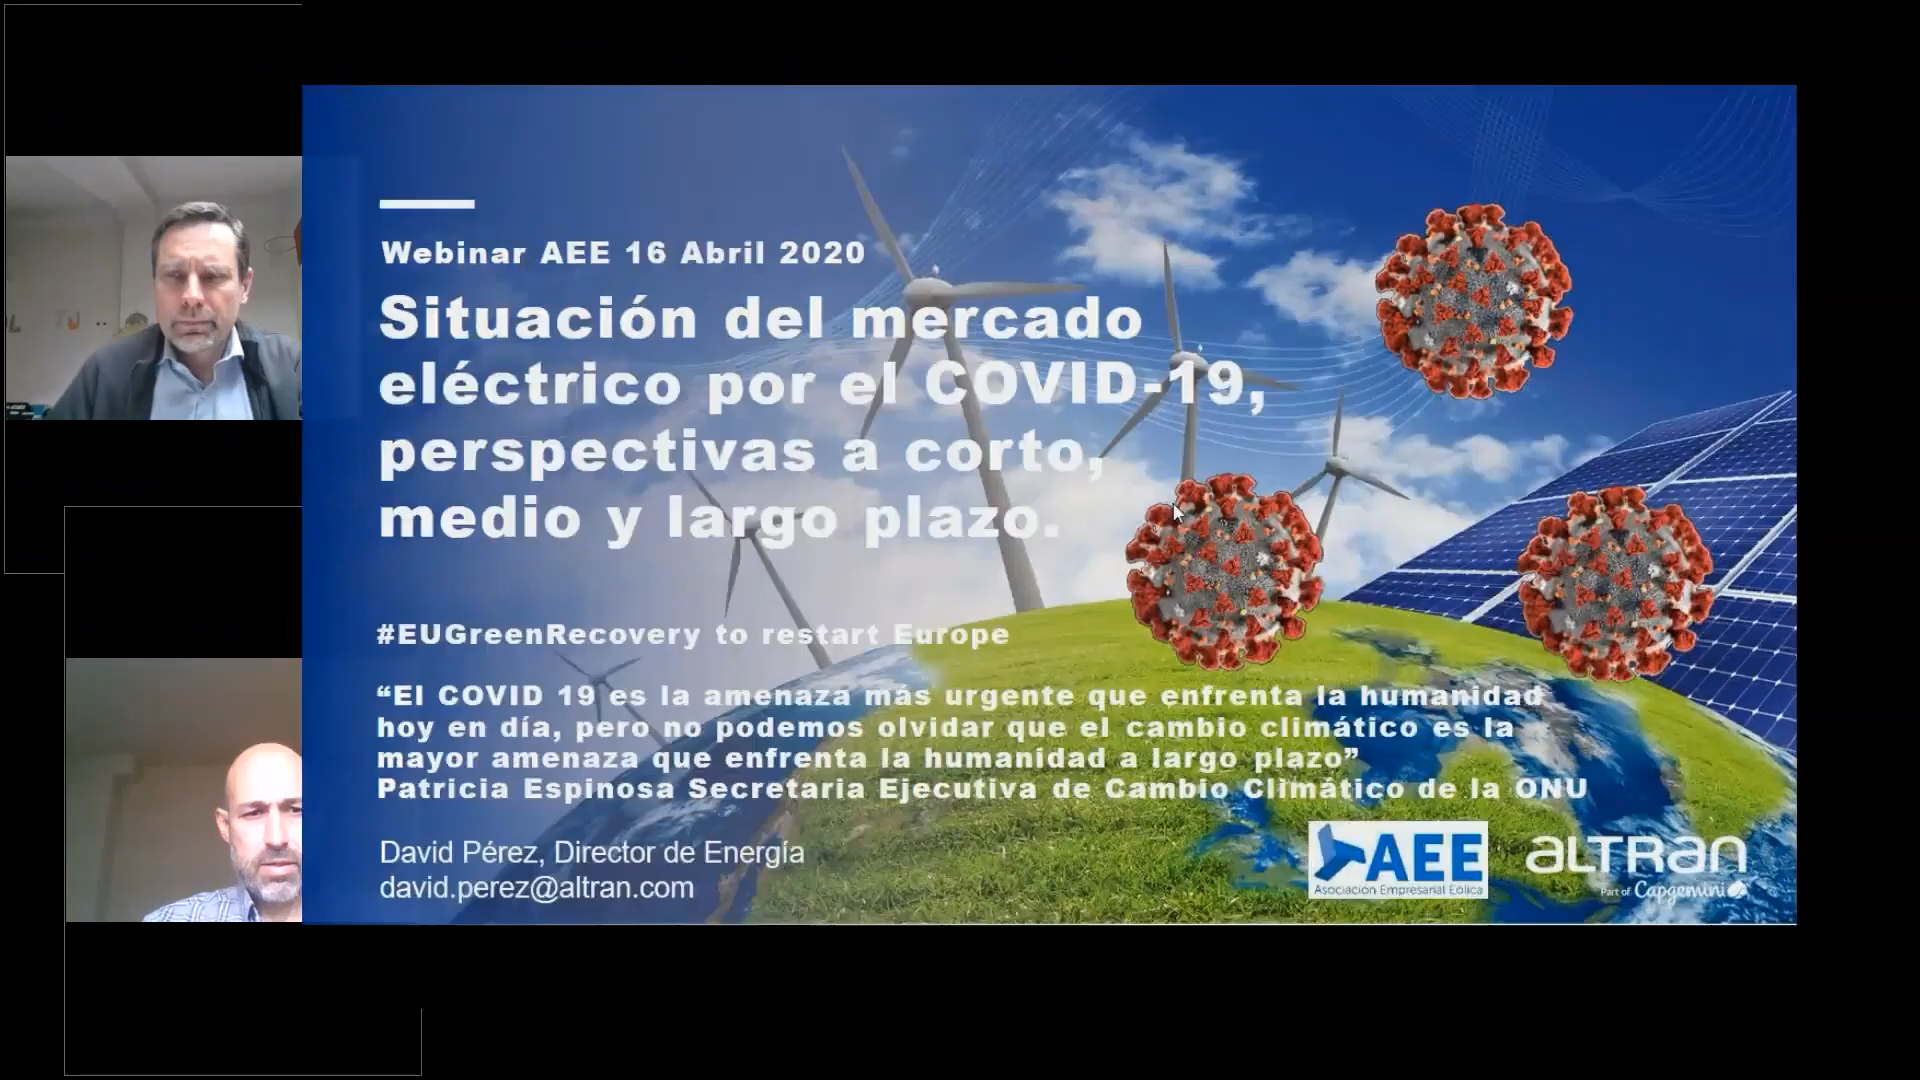 Webinar AEE 16 Abril 2020
Situación del mercado
eléctrico por el COVID-19,
perspectivas a corto,
medio y largo plazo.
#EUGreenRecovery to restart Europe
“El COVID 19 es la amenaza más urgente que enfrenta la humanidad
hoy en día, pero no podemos olvidar que el cambio climático es la
mayor amenaza que enfrenta la humanidad a largo plazo”
Patricia Espinosa Secretaria Ejecutiva de Cambio Climático de la ONU
David Pérez, Director de Energía
david.perez@altran.com
AEE
Asociación Empresarial Eólica
ALTRAN
Part of Capgemini